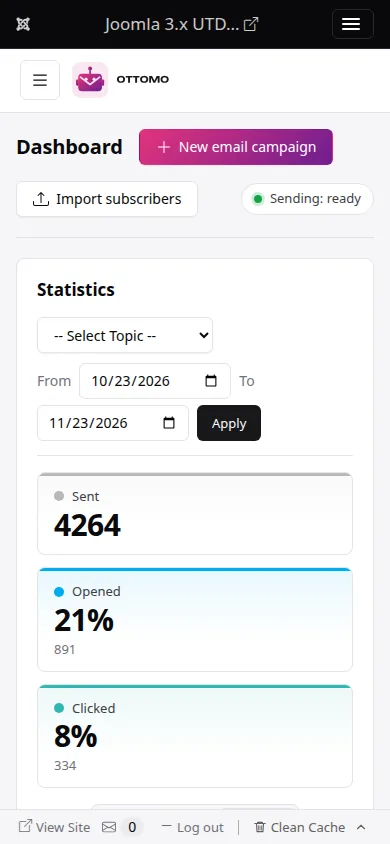 Joomla 3.x UTD...
OTTOMO
Dashboard
New email campaign
Import subscribers
Sending: ready
Statistics
-- Select Topic --
From 10/23/2026 To
11/23/2026 Apply
Sent
4264
Opened
21%
891
Clicked
8%
334
View Site 0 Log out Clean Cache